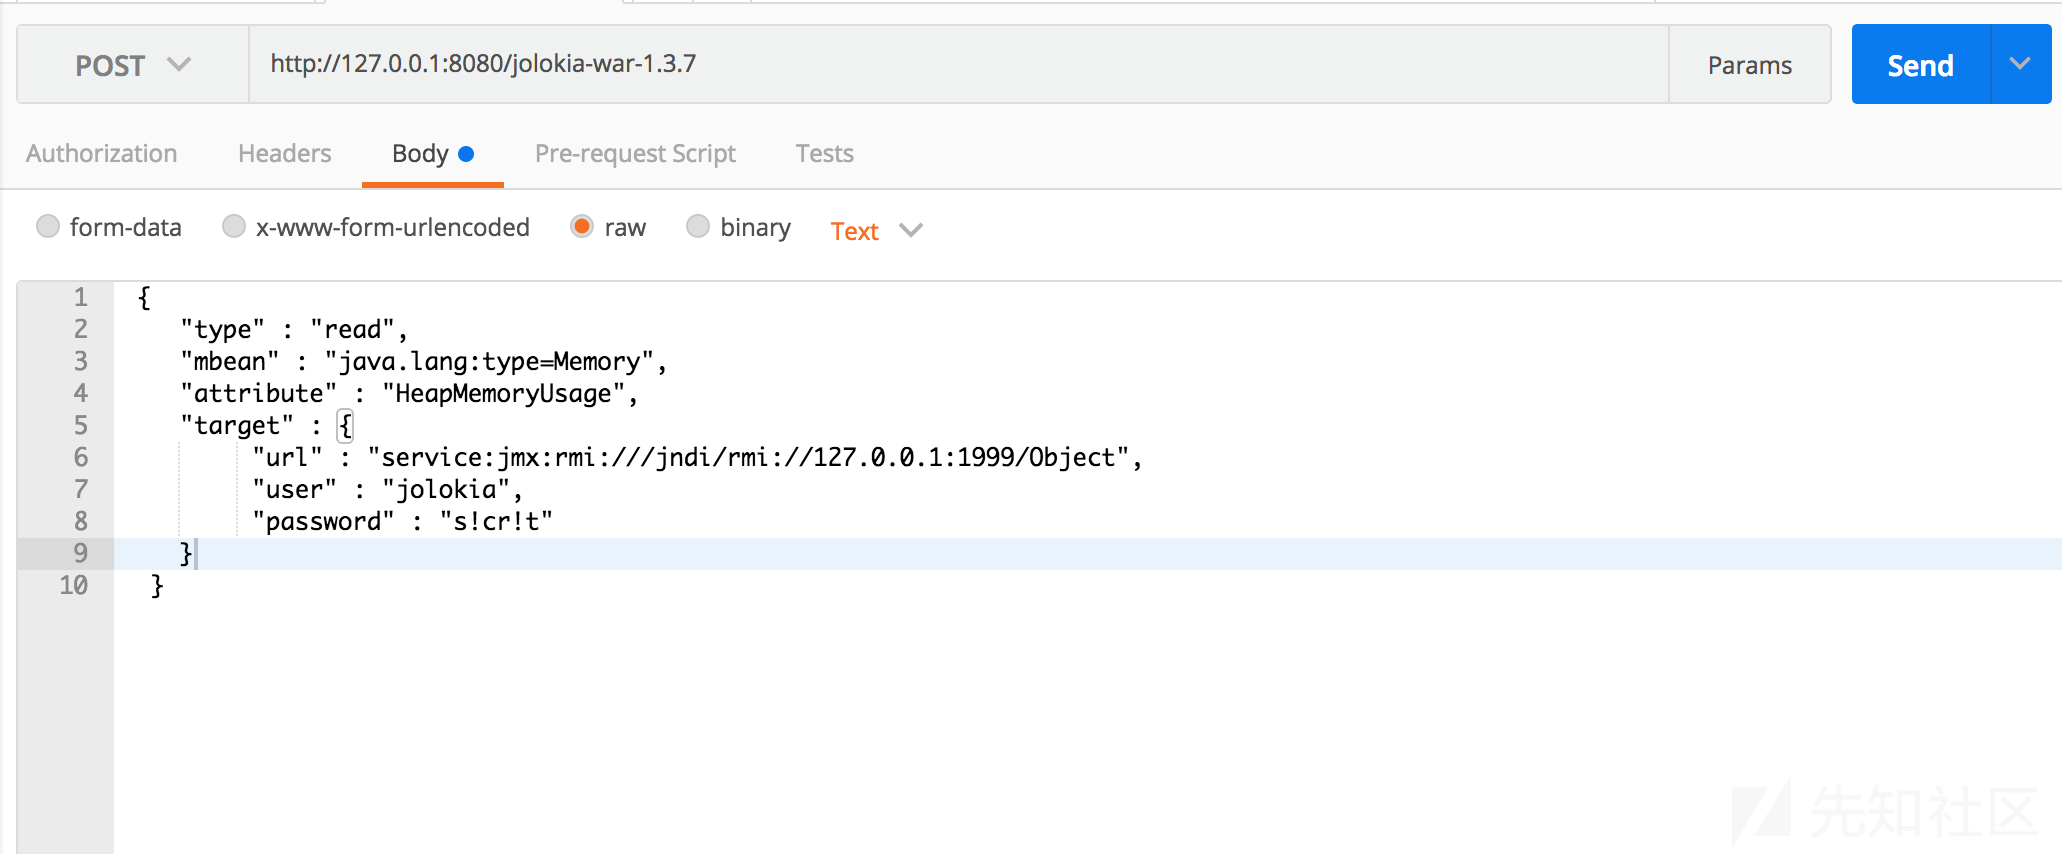 POST http://127.0.0.1:8080/jolokia-war-1.3.7 Params Send
Authorization Headers Body Pre-request Script Tests
form-data x-www-form-urlencoded raw binary Text
1 {
2 "type" : "read",
3 "mbean" : "java.lang:type=Memory",
4 "attribute" : "HeapMemoryUsage",
5 "target" : {
6 "url" : "service:jmx:rmi:///jndi/rmi://127.0.0.1:1999/Object",
7 "user" : "jolokia",
8 "password" : "s!cr!t"
9 }
10 }
先知社区